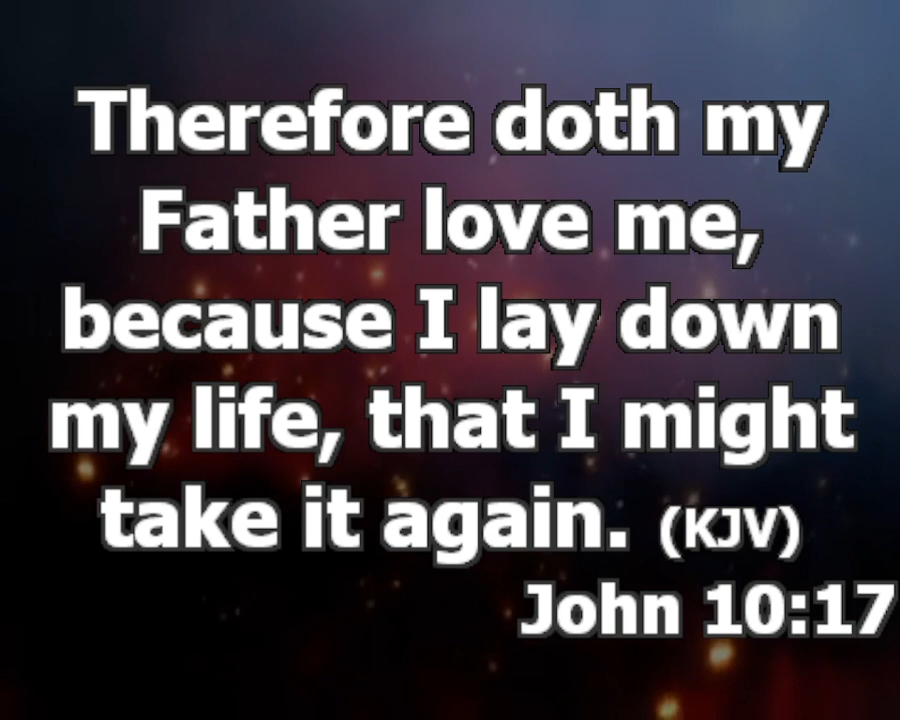 Therefore doth my
Father love me,
because I lay down
my life, that I might
take it again. (KJV)
John 10:17